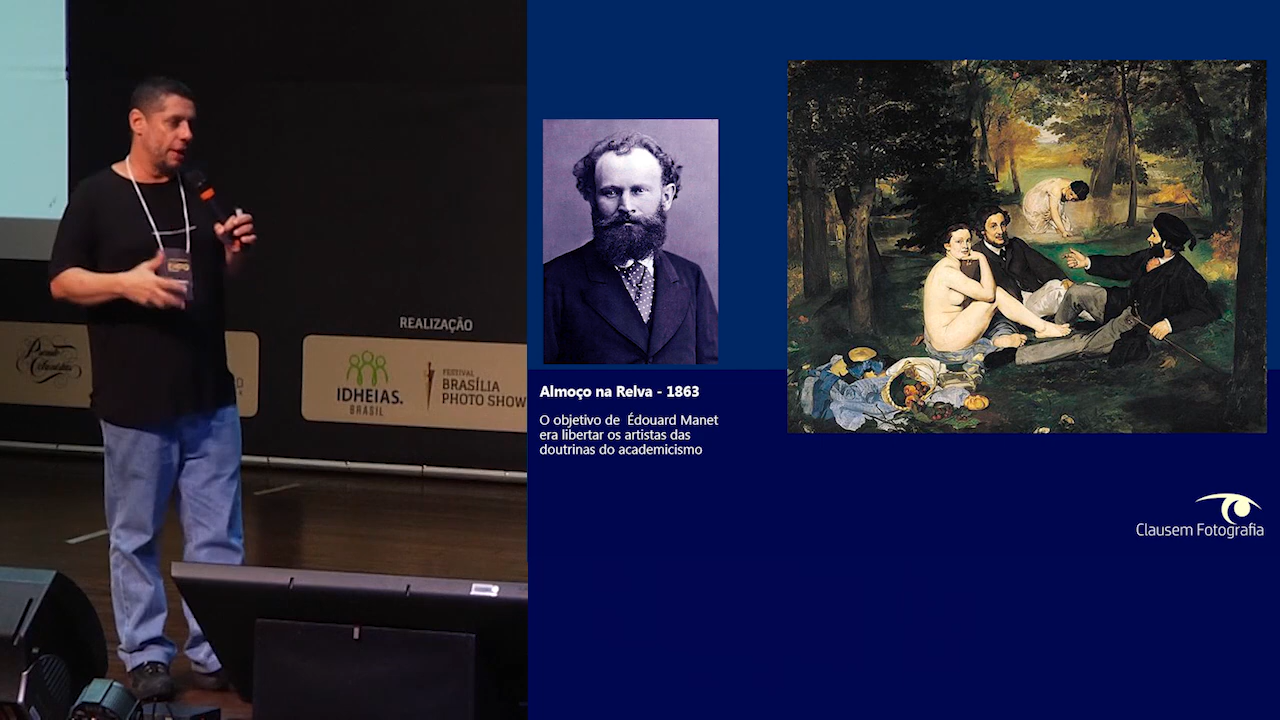 REALIZAÇÃO
IDHEIAS.
BRASIL
FESTIVAL
BRASÍLIA
PHOTO SHOW
Almoço na Relva - 1863
O objetivo de  Édouard Manet
era libertar os artistas das
doutrinas do academicismo
Clausem Fotografia